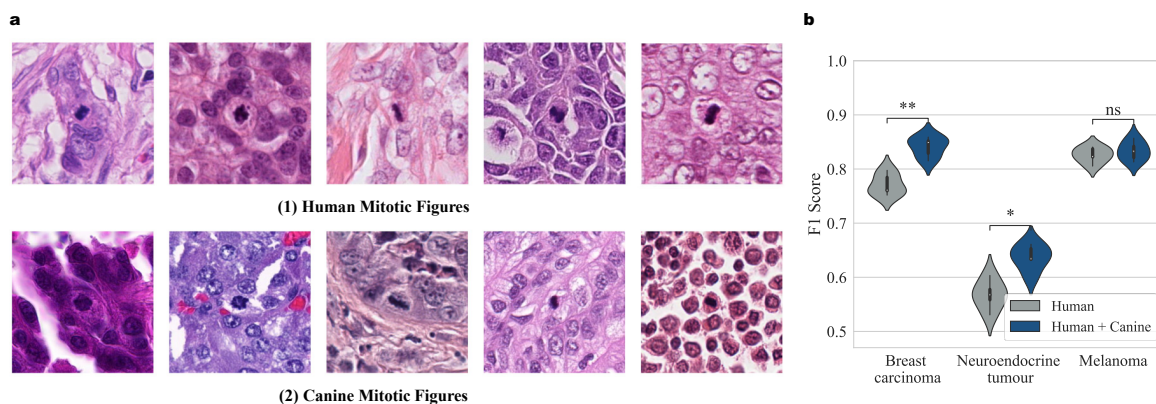 a
(1) Human Mitotic Figures
(2) Canine Mitotic Figures
b
1.0
0.9
0.8
0.7
0.6
0.5
F1 Score
**
*
ns
Human
Human + Canine
Breast
carcinoma
Neuroendocrine
tumour
Melanoma